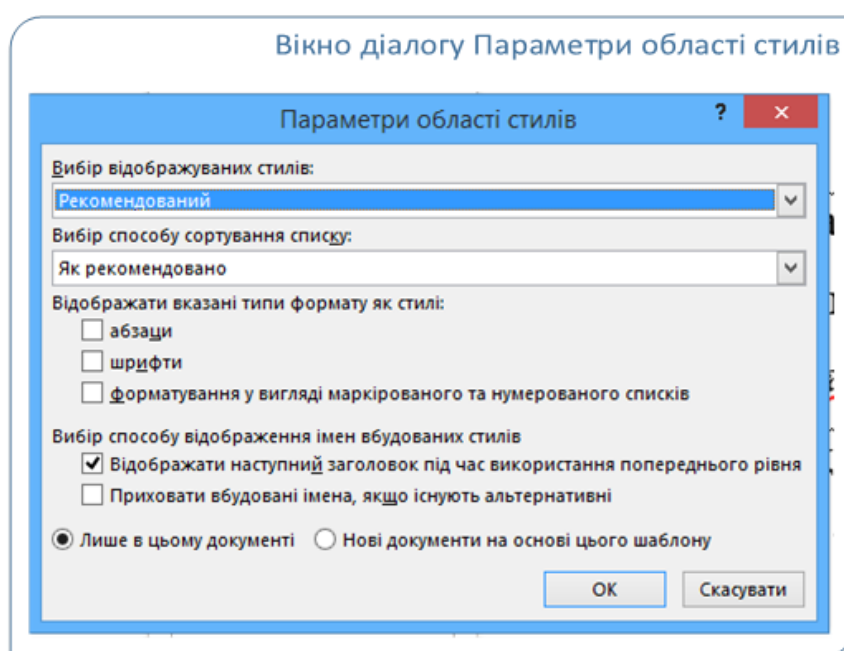 Вікно діалогу Параметри області стилів
Параметри області стилів
?
Вибір відображуваних стилів:
Рекомендований
Вибір способу сортування списку:
Як рекомендовано
Відображати вказані типи формату як стилі:
абзаци
шрифти
форматування у вигляді маркірованого та нумерованого списків
Вибір способу відображення імен вбудованих стилів
Відображати наступний заголовок під час використання попереднього рівня
Приховати вбудовані імена, якщо існують альтернативні
Лише в цьому документі Нові документи на основі цього шаблону
ОК Скасувати